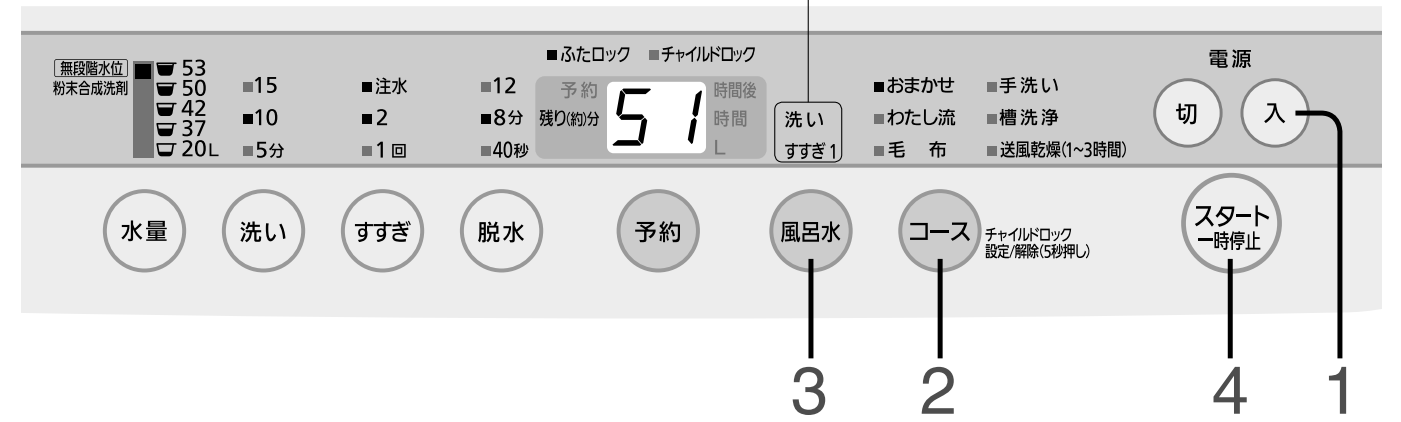 ■ふたロック ■チャイルドロック
無段階水位
粉末合成洗剤
53
50
42
37
20L
■15
■10
■5分
■注水
■2
■1回
■12
■8分
■40秒
予約
残り(約)分
51
時間後
時間
L
洗い
すすぎ1
■おまかせ
■わたし流
■毛 布
■手洗い
■槽洗浄
■送風乾燥(1~3時間)
電源
切
入
水量
洗い
すすぎ
脱水
予約
風呂水
コース
チャイルドロック
設定/解除(5秒押し)
スタート
一時停止
3
2
4
1